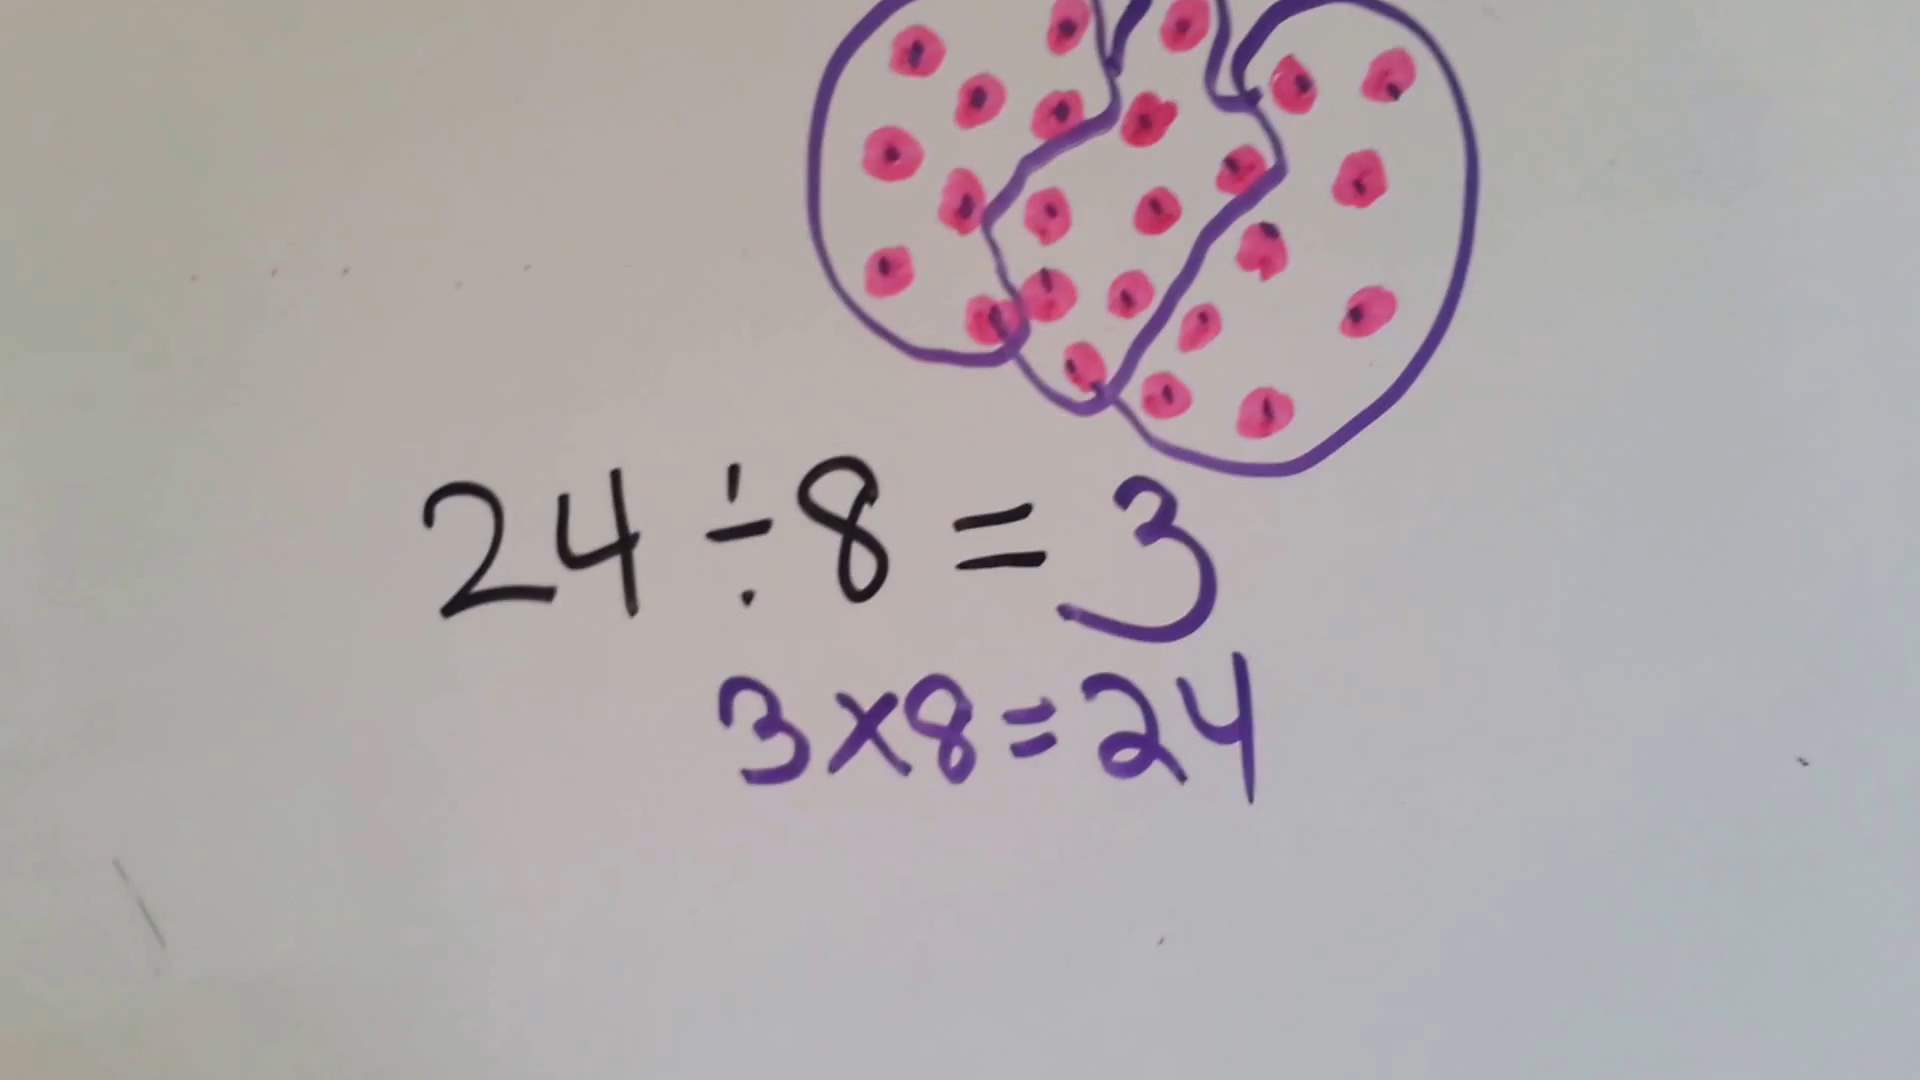 24 ÷ 8 = 3
3 x 8 = 24